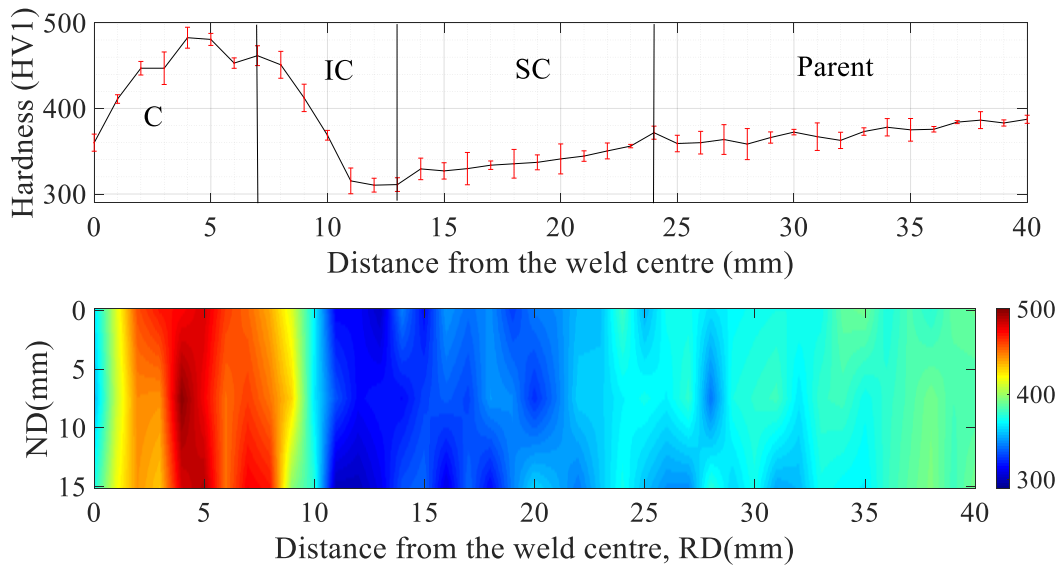 Hardness (HV1)
500
400
300
C
IC
SC
Parent
0 5 10 15 20 25 30 35 40
Distance from the weld centre (mm)
ND(mm)
0
5
10
15
500
400
300
0 5 10 15 20 25 30 35 40
Distance from the weld centre, RD(mm)